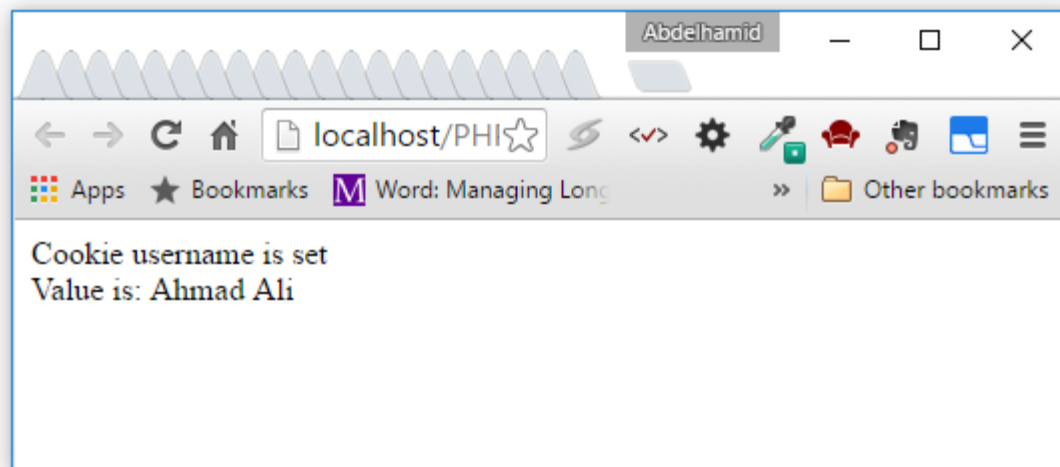 Abdelhamid
localhost/PHI
Apps Bookmarks M Word: Managing Long Other bookmarks
Cookie username is set
Value is: Ahmad Ali